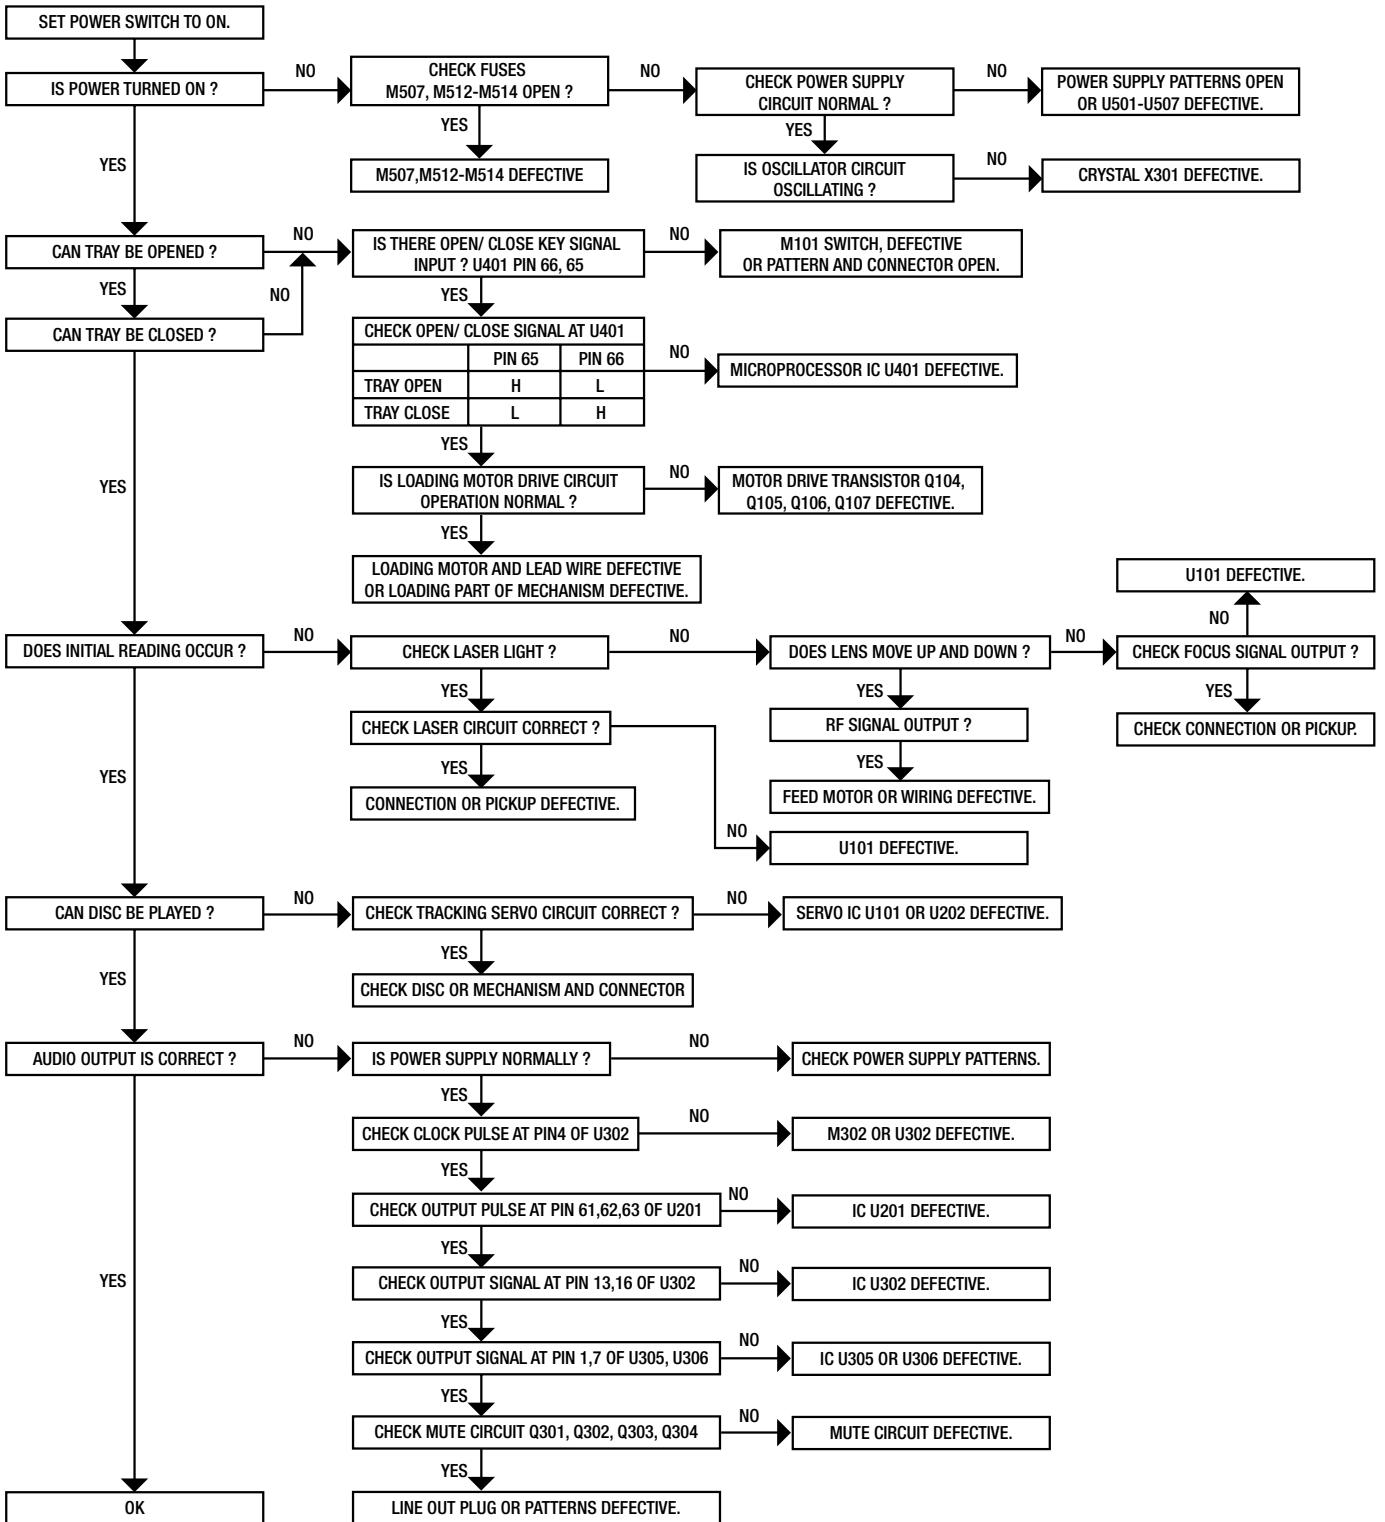 SET POWER SWITCH TO ON.
IS POWER TURNED ON ?
NO
CHECK FUSES
M507, M512-M514 OPEN ?
NO
CHECK POWER SUPPLY
CIRCUIT NORMAL ?
NO
POWER SUPPLY PATTERNS OPEN
OR U501-U507 DEFECTIVE.
YES
YES
YES
M507,M512-M514 DEFECTIVE
IS OSCILLATOR CIRCUIT
OSCILLATING ?
NO
CRYSTAL X301 DEFECTIVE.
CAN TRAY BE OPENED ?
NO
IS THERE OPEN/ CLOSE KEY SIGNAL
INPUT ? U401 PIN 66, 65
NO
M101 SWITCH, DEFECTIVE
OR PATTERN AND CONNECTOR OPEN.
YES
NO
YES
CAN TRAY BE CLOSED ?
CHECK OPEN/ CLOSE SIGNAL AT U401
PIN 65 PIN 66
TRAY OPEN H L
TRAY CLOSE L H
NO
MICROPROCESSOR IC U401 DEFECTIVE.
YES
YES
IS LOADING MOTOR DRIVE CIRCUIT
OPERATION NORMAL ?
NO
MOTOR DRIVE TRANSISTOR Q104,
Q105, Q106, Q107 DEFECTIVE.
YES
LOADING MOTOR AND LEAD WIRE DEFECTIVE
OR LOADING PART OF MECHANISM DEFECTIVE.
U101 DEFECTIVE.
NO
DOES INITIAL READING OCCUR ?
NO
CHECK LASER LIGHT ?
NO
DOES LENS MOVE UP AND DOWN ?
NO
CHECK FOCUS SIGNAL OUTPUT ?
YES
YES
YES
CHECK LASER CIRCUIT CORRECT ?
RF SIGNAL OUTPUT ?
CHECK CONNECTION OR PICKUP.
YES
YES
YES
CONNECTION OR PICKUP DEFECTIVE.
FEED MOTOR OR WIRING DEFECTIVE.
NO
U101 DEFECTIVE.
CAN DISC BE PLAYED ?
NO
CHECK TRACKING SERVO CIRCUIT CORRECT ?
NO
SERVO IC U101 OR U202 DEFECTIVE.
YES
YES
CHECK DISC OR MECHANISM AND CONNECTOR
AUDIO OUTPUT IS CORRECT ?
NO
IS POWER SUPPLY NORMALLY ?
NO
CHECK POWER SUPPLY PATTERNS.
YES
CHECK CLOCK PULSE AT PIN4 OF U302
NO
M302 OR U302 DEFECTIVE.
YES
CHECK OUTPUT PULSE AT PIN 61,62,63 OF U201
NO
IC U201 DEFECTIVE.
YES
YES
CHECK OUTPUT SIGNAL AT PIN 13,16 OF U302
NO
IC U302 DEFECTIVE.
YES
CHECK OUTPUT SIGNAL AT PIN 1,7 OF U305, U306
NO
IC U305 OR U306 DEFECTIVE.
YES
CHECK MUTE CIRCUIT Q301, Q302, Q303, Q304
NO
MUTE CIRCUIT DEFECTIVE.
YES
OK
LINE OUT PLUG OR PATTERNS DEFECTIVE.